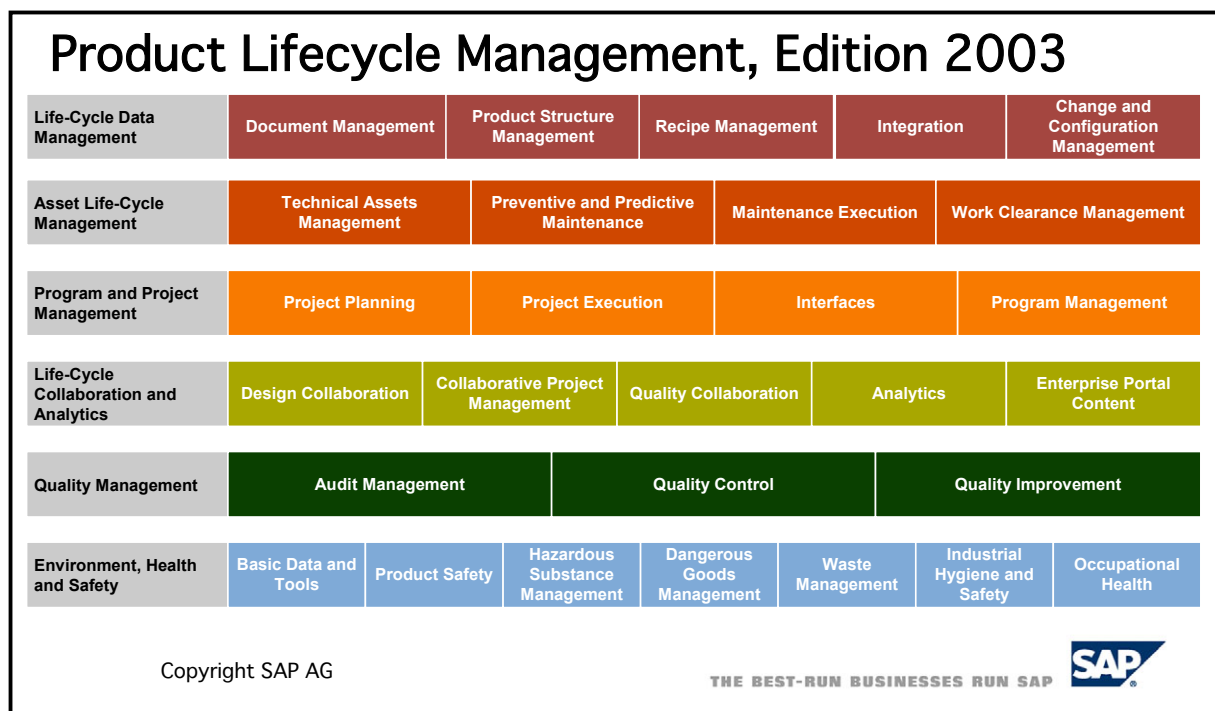 Product Lifecycle Management, Edition 2003
Life-Cycle Data
Management
Document Management
Product Structure
Management
Recipe Management
Integration
Change and
Configuration
Management
Asset Life-Cycle
Management
Technical Assets
Management
Preventive and Predictive
Maintenance
Maintenance Execution
Work Clearance Management
Program and Project
Management
Project Planning
Project Execution
Interfaces
Program Management
Life-Cycle
Collaboration and
Analytics
Design Collaboration
Collaborative Project
Management
Quality Collaboration
Analytics
Enterprise Portal
Content
Quality Management
Audit Management
Quality Control
Quality Improvement
Environment, Health
and Safety
Basic Data and
Tools
Product Safety
Hazardous
Substance
Management
Dangerous
Goods
Management
Waste
Management
Industrial
Hygiene and
Safety
Occupational
Health
Copyright SAP AG
THE BEST-RUN BUSINESSES RUN SAP
SAP®